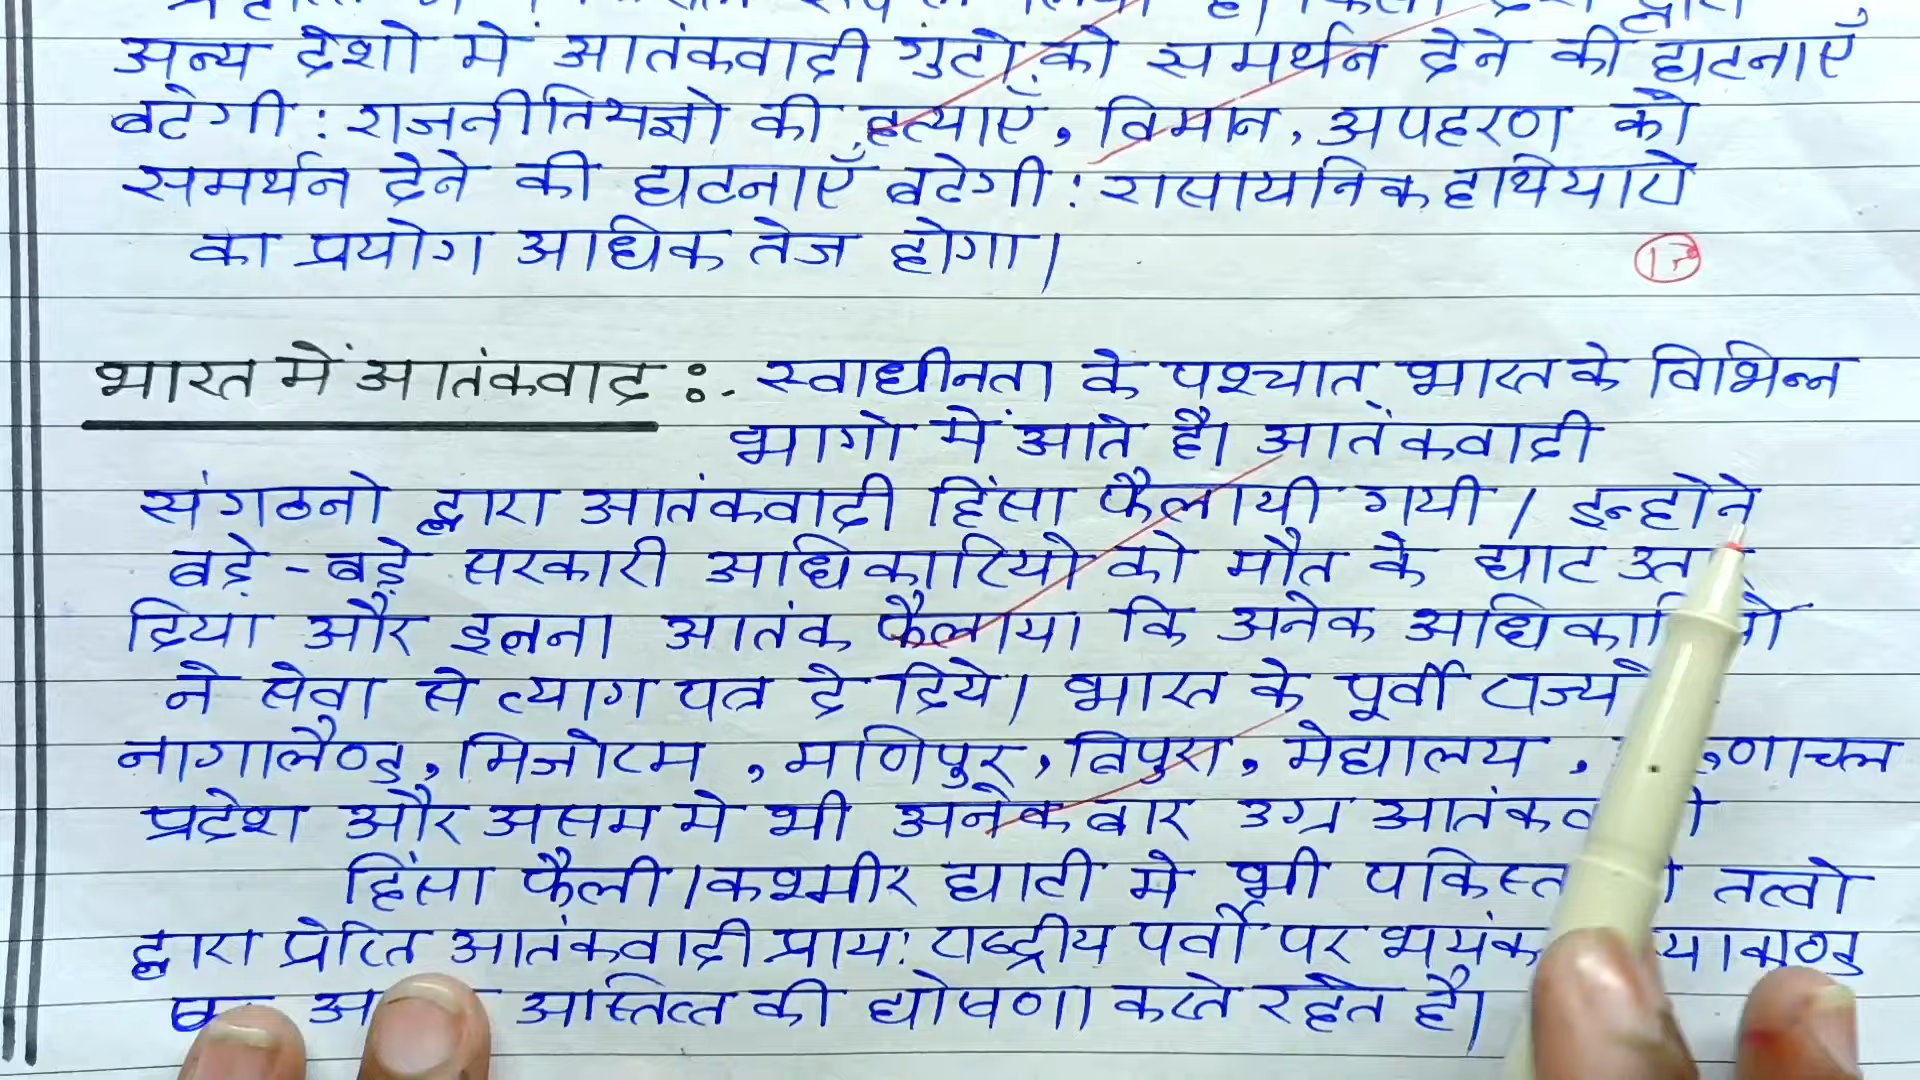 अन्य देशो में आतंकवादी गुटो को समर्थन देने की घटनाएँ
बढेगी : राजनीतियज्ञो की हत्याएँ, विमान, अपहरण को
समर्थन देने की घटनाएँ बढेगी : रासायनिक हथियारो
का प्रयोग अधिक तेज होगा।
भारत में आतंकवाद :- स्वाधीनता के पश्चात् भारत के विभिन्न
भागो में आते है। आतंकवादी
संगठनो द्वारा आतंकवादी हिंसा फैलायी गयी। इन्होने
बड़े - बड़े सरकारी अधिकारियो को मौत के घाट
दिया और इतना आतंक फैलाया कि अनेक
ने सेवा से त्याग पत्र दे दिये। भारत के पूर्वी राज्यो
नागालैण्ड, मिजोरम, मणिपुर, त्रिपुरा, मेघालय,
प्रदेश और असम मे भी अनेक बार उग्र
हिंसा फैली। कश्मीर घाटी मे भी तत्वो
द्वारा प्रेरित आतंकवादी प्राय: राष्ट्रीय पर्वो पर
अस्तित्त की घोषणा करते रहते है।